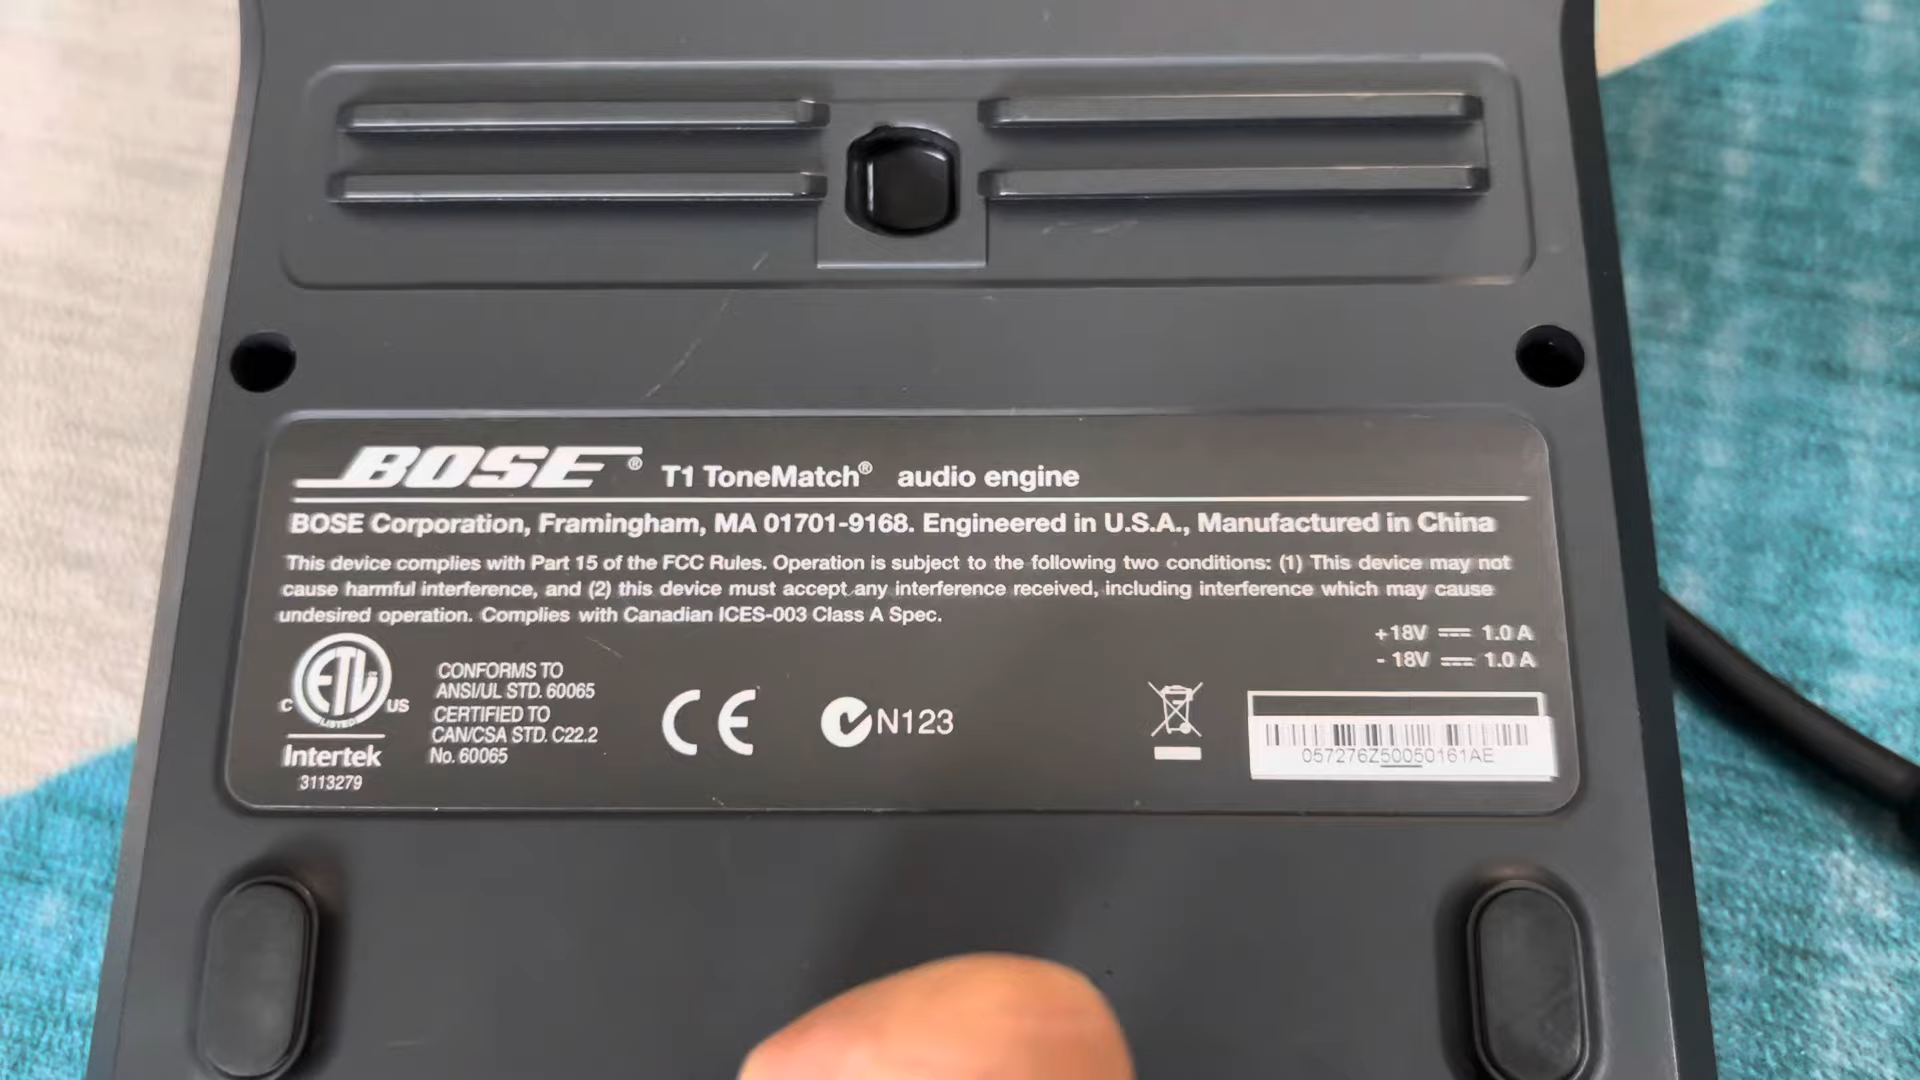 BOSE® T1 ToneMatch® audio engine
BOSE Corporation, Framingham, MA 01701-9168. Engineered in U.S.A., Manufactured in China
This device complies with Part 15 of the FCC Rules. Operation is subject to the following two conditions: (1) This device may not
cause harmful interference, and (2) this device must accept any interference received, including interference which may cause
undesired operation. Complies with Canadian ICES-003 Class A Spec.
+18V ⎓ 1.0 A
- 18V ⎓ 1.0 A
C ETL US
LISTED
Intertek
3113279
CONFORMS TO
ANSI/UL STD. 60065
CERTIFIED TO
CAN/CSA STD. C22.2
No. 60065
CE
N123
057276Z50050161AE